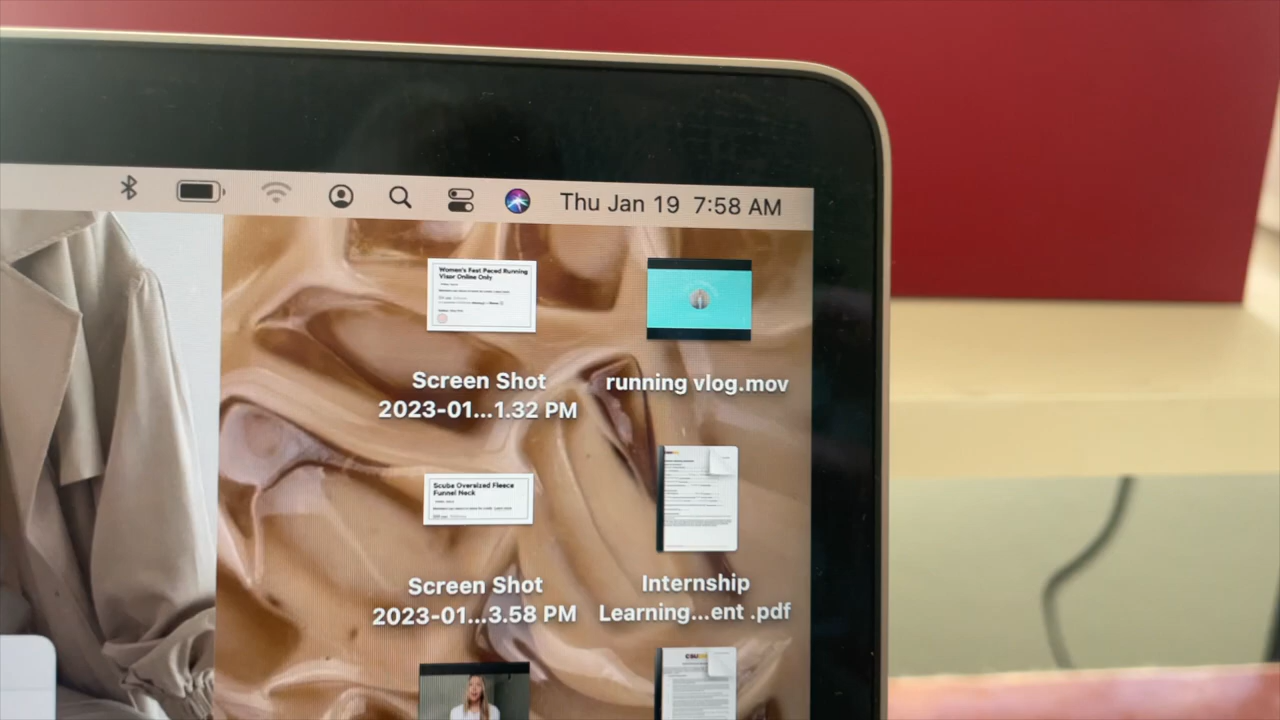 Thu Jan 19 7:58 AM
Women's Fast Paced Running
Visor Online Only
Screen Shot
2023-01...1.32 PM
running vlog.mov
Scuba Oversized Fleece
Funnel Neck
Screen Shot
2023-01...3.58 PM
Internship
Learning...ent .pdf